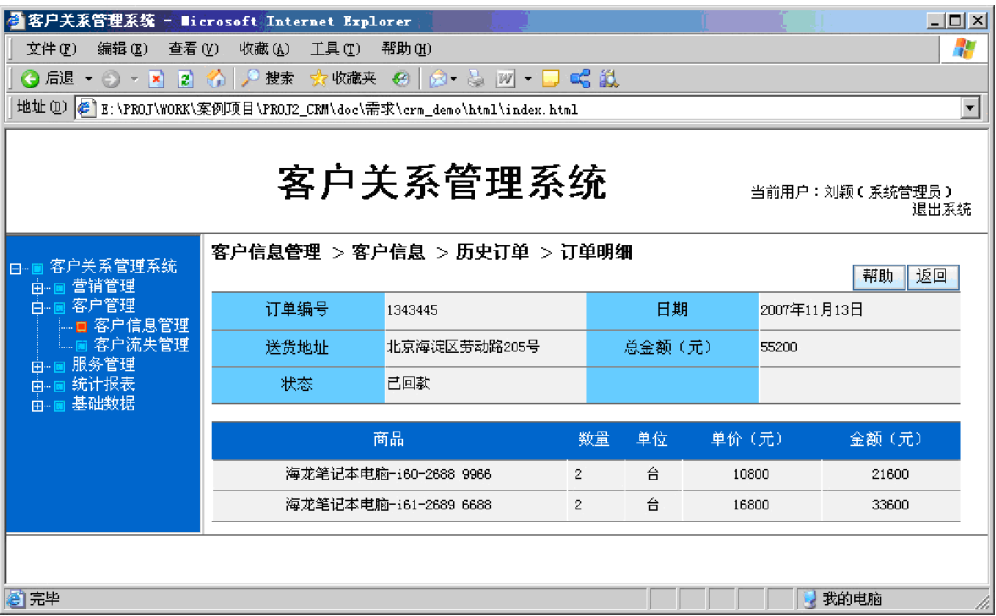 客户关系管理系统 - Microsoft Internet Explorer
文件(F) 编辑(E) 查看(V) 收藏(A) 工具(T) 帮助(H)
后退 搜索 收藏夹
地址(D) E:\PROJ\WORK\案例项目\PROJ2_CRM\doc\需求\crm_demo\html\index.html
客户关系管理系统
当前用户：刘颖（系统管理员）
退出系统
客户信息管理 > 客户信息 > 历史订单 > 订单明细
帮助 返回
客户关系管理系统
营销管理
客户管理
客户信息管理
客户流失管理
服务管理
统计报表
基础数据
订单编号 1343445 日期 2007年11月13日
送货地址 北京海淀区劳动路205号 总金额（元） 55200
状态 已回款
商品 数量 单位 单价（元） 金额（元）
海龙笔记本电脑-i60-2688 9966 2 台 10800 21600
海龙笔记本电脑-i61-2689 6688 2 台 16800 33600
完毕 我的电脑